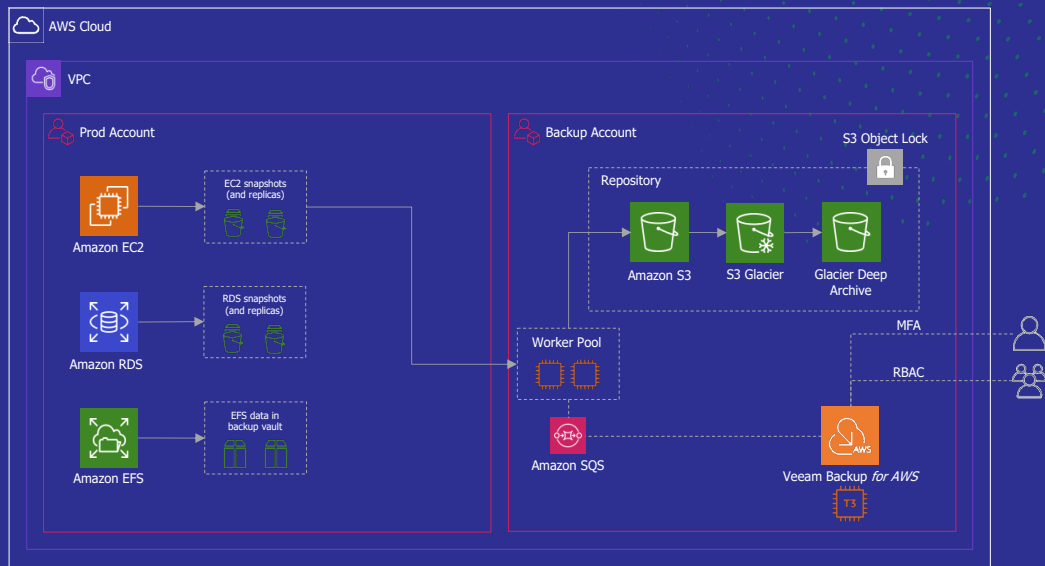 AWS Cloud
VPC
Prod Account
Amazon EC2
EC2 snapshots
(and replicas)
Amazon RDS
RDS snapshots
(and replicas)
Amazon EFS
EFS data in
backup vault
Backup Account
S3 Object Lock
Repository
Amazon S3
S3 Glacier
Glacier Deep
Archive
Worker Pool
Amazon SQS
MFA
RBAC
AWS
Veeam Backup for AWS
T3